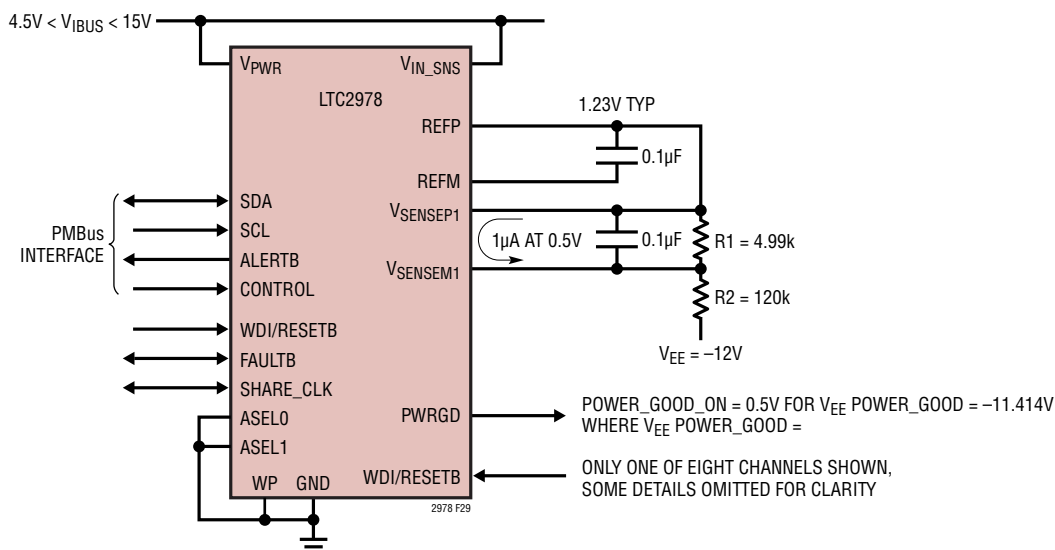 4.5V < VIBUS < 15V
VPWR
VIN_SNS
LTC2978
1.23V TYP
REFP
0.1µF
REFM
SDA
VSENSEP1
PMBus
INTERFACE
SCL
1µA AT 0.5V
0.1µF
R1 = 4.99k
ALERTB
VSENSEM1
CONTROL
R2 = 120k
WDI/RESETB
VEE = –12V
FAULTB
SHARE_CLK
ASEL0
PWRGD
POWER_GOOD_ON = 0.5V FOR VEE POWER_GOOD = –11.414V
WHERE VEE POWER_GOOD =
ASEL1
WDI/RESETB
ONLY ONE OF EIGHT CHANNELS SHOWN,
SOME DETAILS OMITTED FOR CLARITY
WP
GND
2978 F29